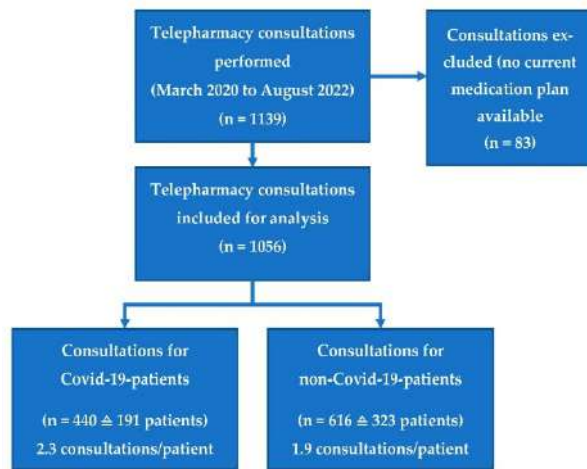 Telepharmacy consultations
performed
(March 2020 to August 2022)
(n = 1139)
Consultations ex-
cluded (no current
medication plan
available
(n = 83)
Telepharmacy consultations
included for analysis
(n = 1056)
Consultations for
Covid-19-patients
(n = 440 ≙ 191 patients)
2.3 consultations/patient
Consultations for
non-Covid-19-patients
(n = 616 ≙ 323 patients)
1.9 consultations/patient